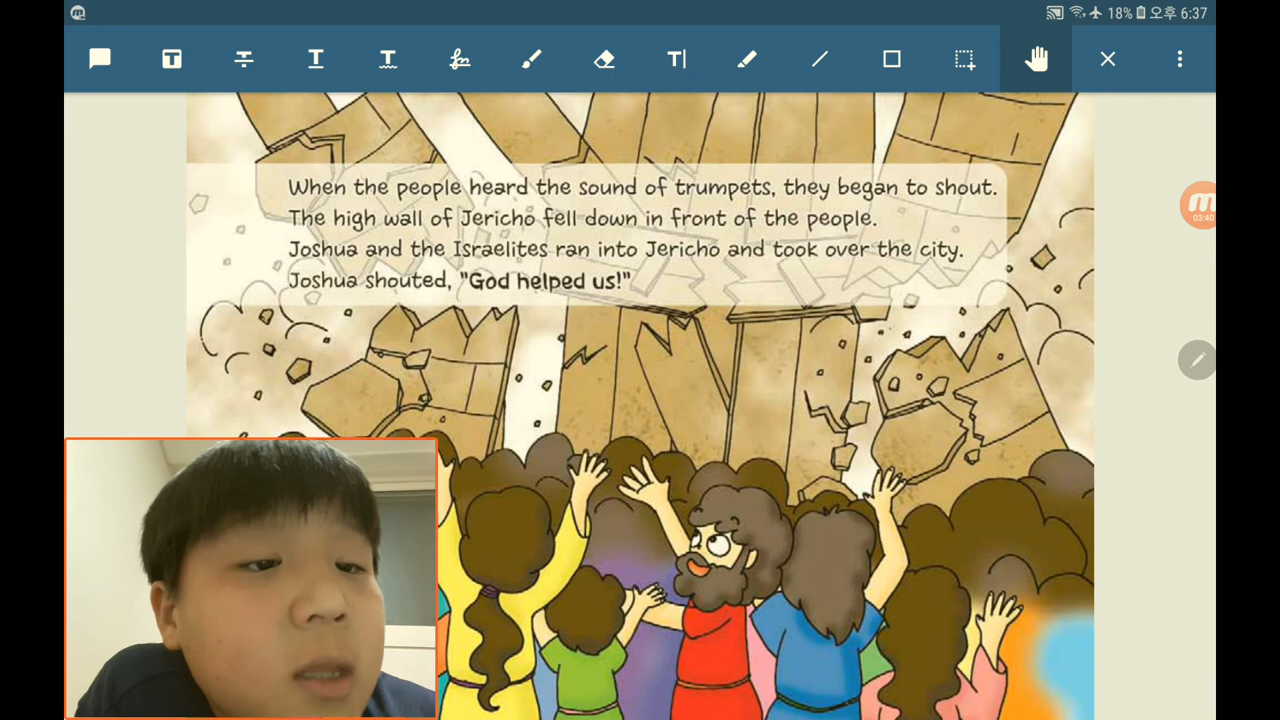 18% 오후 6:37
When the people heard the sound of trumpets, they began to shout.
The high wall of Jericho fell down in front of the people.
Joshua and the Israelites ran into Jericho and took over the city.
Joshua shouted, "God helped us!"
03:40